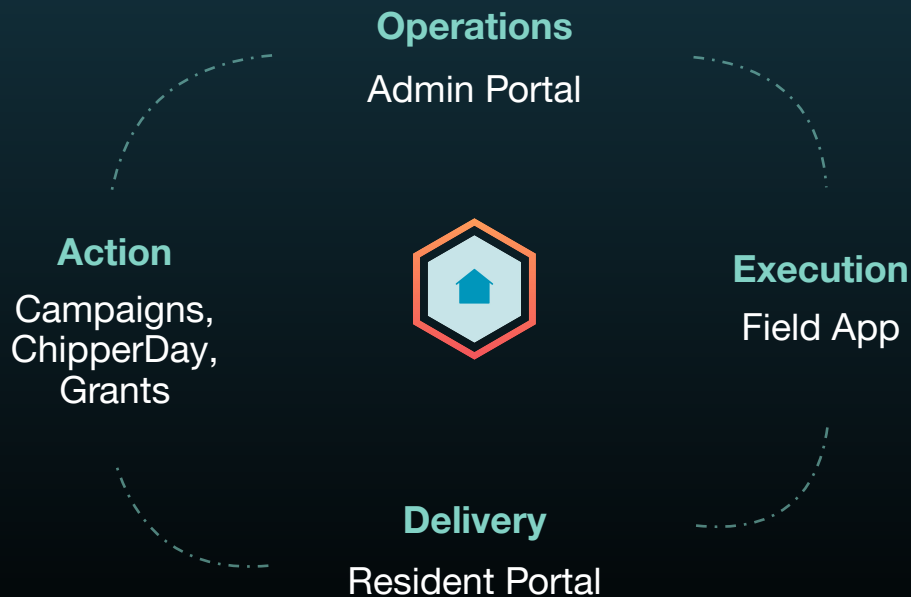 Operations
Admin Portal
Action
Campaigns,
ChipperDay,
Grants
Execution
Field App
Delivery
Resident Portal